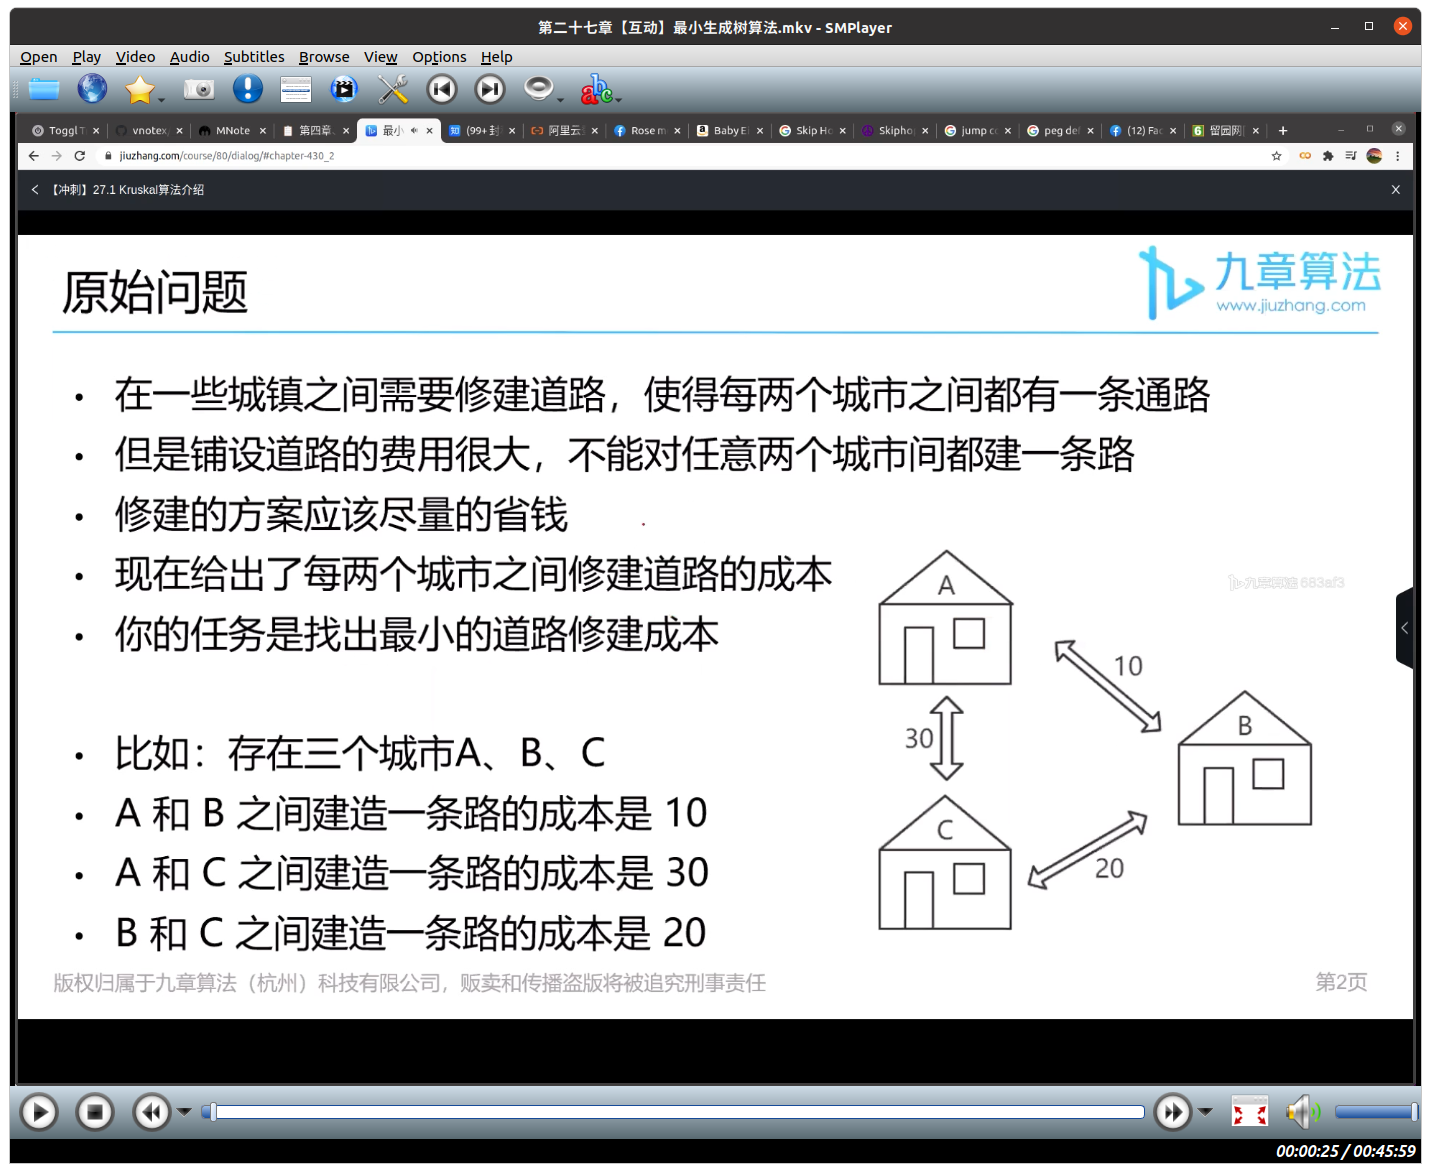 第二十七章【互动】最小生成树算法.mkv - SMPlayer
Open Play Video Audio Subtitles Browse View Options Help
Toggl T vnotex MNote 第四章 最小 (99+ 封 阿里云 Rose m Baby Ei Skip Ho Skiphop jump co peg def (12) Fac 留园网
jiuzhang.com/course/80/dialog/#chapter-430_2
【冲刺】27.1 Kruskal算法介绍
原始问题
九章算法
www.jiuzhang.com
• 在一些城镇之间需要修建道路，使得每两个城市之间都有一条通路
• 但是铺设道路的费用很大，不能对任意两个城市间都建一条路
• 修建的方案应该尽量的省钱
• 现在给出了每两个城市之间修建道路的成本
• 你的任务是找出最小的道路修建成本
• 比如：存在三个城市A、B、C
• A 和 B 之间建造一条路的成本是 10
• A 和 C 之间建造一条路的成本是 30
• B 和 C 之间建造一条路的成本是 20
A
九章算法 683af3
10
B
30
C
20
版权归属于九章算法（杭州）科技有限公司，贩卖和传播盗版将被追究刑事责任
第2页
00:00:25 / 00:45:59